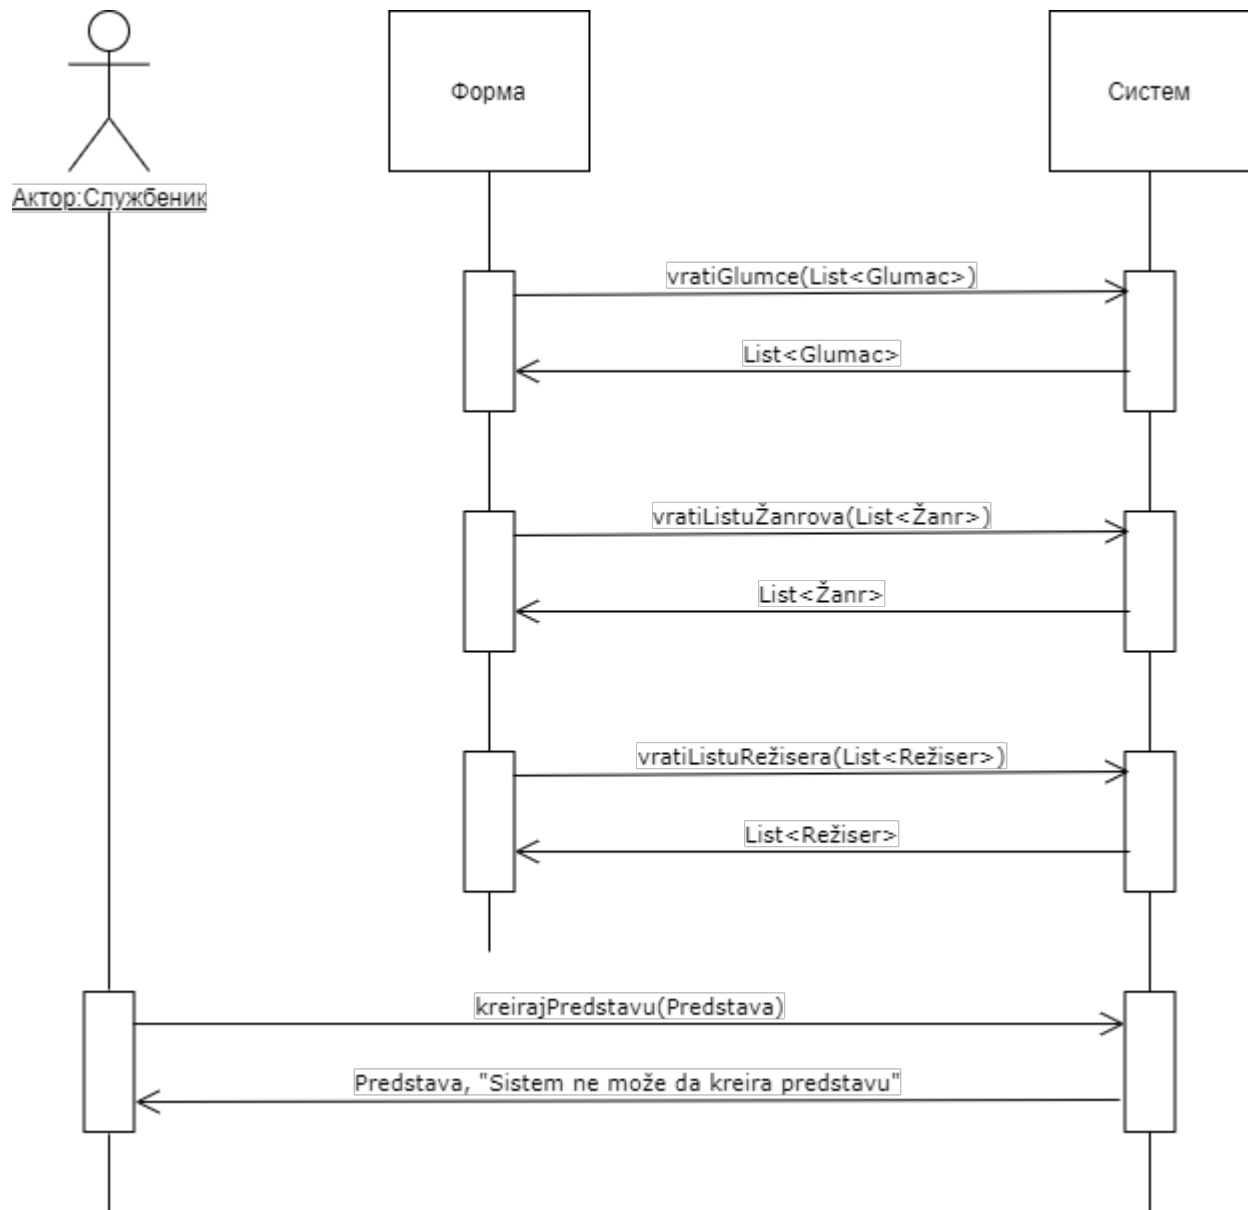 Форма
Систем
Актор:Службеник
vratiGlumce(List<Glumac>)
List<Glumac>
vratiListuŽanrova(List<Žanr>)
List<Žanr>
vratiListuRežisera(List<Režiser>)
List<Režiser>
kreirajPredstavu(Predstava)
Predstava, "Sistem ne može da kreira predstavu"